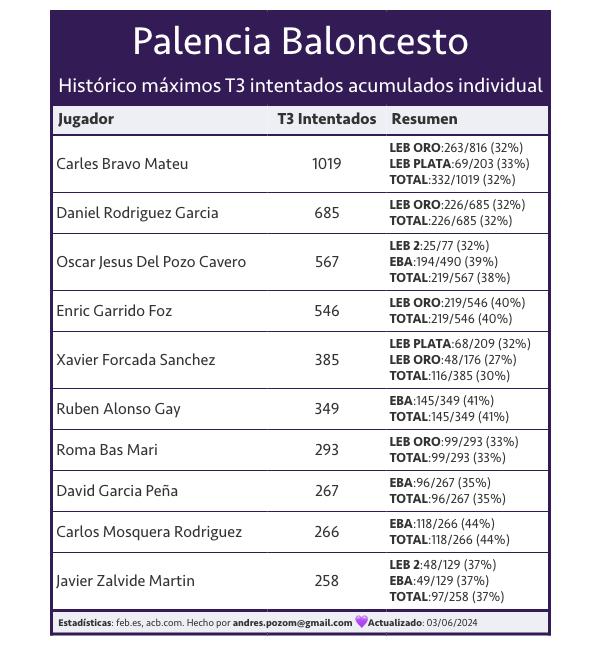 Palencia Baloncesto
Histórico máximos T3 intentados acumulados individual
Jugador T3 Intentados Resumen
Carles Bravo Mateu 1019 LEB ORO:263/816 (32%)
LEB PLATA:69/203 (33%)
TOTAL:332/1019 (32%)
Daniel Rodriguez Garcia 685 LEB ORO:226/685 (32%)
TOTAL:226/685 (32%)
Oscar Jesus Del Pozo Cavero 567 LEB 2:25/77 (32%)
EBA:194/490 (39%)
TOTAL:219/567 (38%)
Enric Garrido Foz 546 LEB ORO:219/546 (40%)
TOTAL:219/546 (40%)
Xavier Forcada Sanchez 385 LEB PLATA:68/209 (32%)
LEB ORO:48/176 (27%)
TOTAL:116/385 (30%)
Ruben Alonso Gay 349 EBA:145/349 (41%)
TOTAL:145/349 (41%)
Roma Bas Mari 293 LEB ORO:99/293 (33%)
TOTAL:99/293 (33%)
David Garcia Peña 267 EBA:96/267 (35%)
TOTAL:96/267 (35%)
Carlos Mosquera Rodriguez 266 EBA:118/266 (44%)
TOTAL:118/266 (44%)
Javier Zalvide Martin 258 LEB 2:48/129 (37%)
EBA:49/129 (37%)
TOTAL:97/258 (37%)
Estadísticas: feb.es, acb.com. Hecho por andres.pozom@gmail.com 💜Actualizado: 03/06/2024